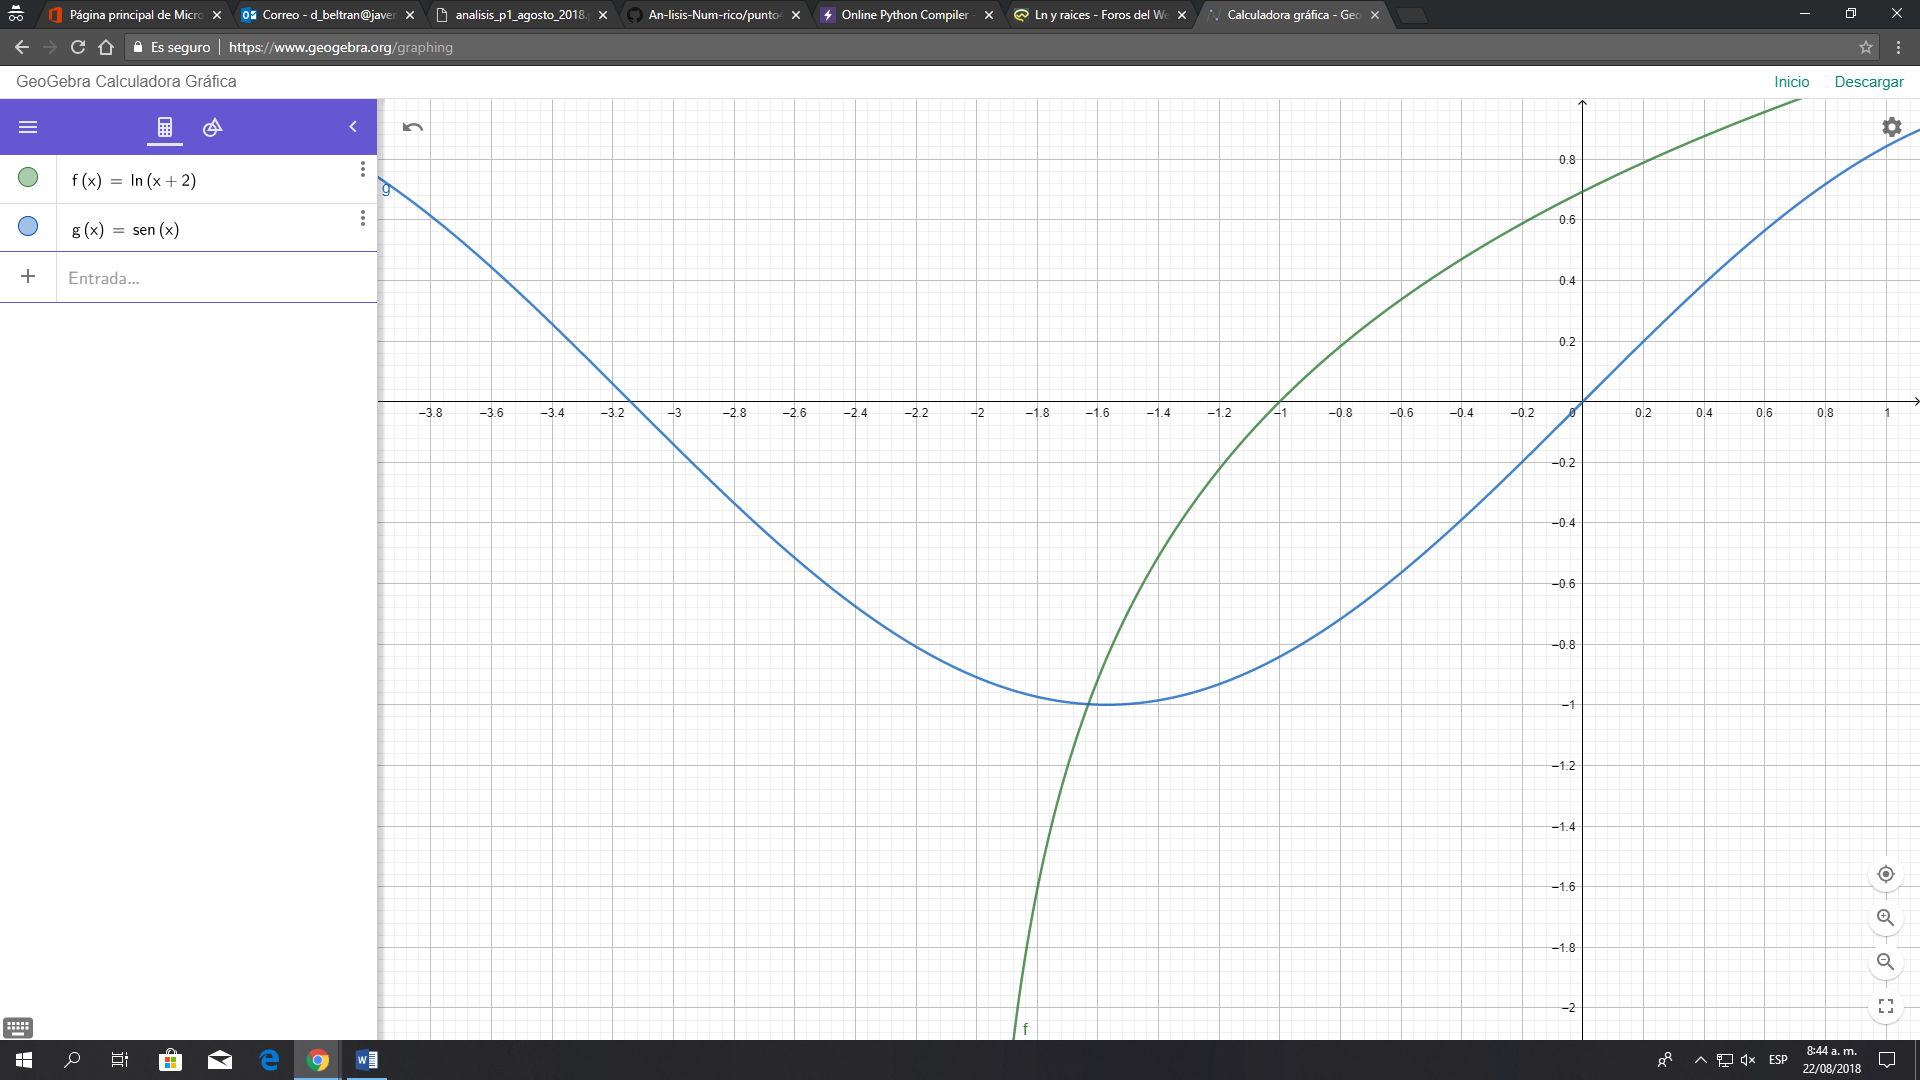 Página principal de Micro
Correo - d_beltran@javer
analisis_p1_agosto_2018.
An-lisis-Num-rico/punto
Online Python Compiler -
Ln y raices - Foros del We
Calculadora gráfica - Geo
Es seguro
https://www.geogebra.org/graphing
GeoGebra Calculadora Gráfica
Inicio
Descargar
f (x) = ln (x + 2)
g (x) = sen (x)
Entrada...
g
0.8
0.6
0.4
0.2
−3.8 −3.6 −3.4 −3.2 −3 −2.8 −2.6 −2.4 −2.2 −2 −1.8 −1.6 −1.4 −1.2 −1 −0.8 −0.6 −0.4 −0.2 0 0.2 0.4 0.6 0.8 1
−0.2
−0.4
−0.6
−0.8
−1
−1.2
−1.4
−1.6
−1.8
−2
f
ESP
8:44 a. m.
22/08/2018